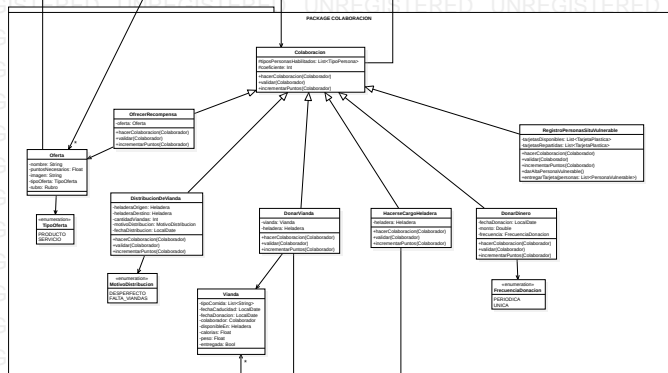 UNREGISTERED UNREGISTERED
PACKAGE COLABORACION
Colaboracion
#tiposPersonasHabilitados: List<TipoPersona>
#coeficiente: Int
+hacerColaboracion(Colaborador)
+validar(Colaborador)
+incrementarPuntos(Colaborador)
OfrecerRecompensa
-oferta: Oferta
+hacerColaboracion(Colaborador)
+validar(Colaborador)
+incrementarPuntos(Colaborador)
RegistroPersonasSituVulnerable
-tarjetasDisponibles: List<TarjetaPlastica>
-tarjetasRepartidas: List<TarjetaPlastica>
+hacerColaboracion(Colaborador)
+validar(Colaborador)
+incrementarPuntos(Colaborador)
+darAltaPersonaVulnerable()
+entregarTarjeta(personas: List<PersonaVulnerable>)
*
Oferta
-nombre: String
-puntosNecesarios: Float
-imagen: String
-tipoOferta: TipoOferta
-rubro: Rubro
«enumeration»
TipoOferta
PRODUCTO
SERVICIO
DistribucionDeVianda
-heladeraOrigen: Heladera
-heladeraDestino: Heladera
-cantidadViandas: Int
-motivoDistribucion: MotivoDistribucion
-fechaDistribucion: LocalDate
+hacerColaboracion(Colaborador)
+validar(Colaborador)
+incrementarPuntos(Colaborador)
DonarVianda
-vianda: Vianda
-heladera: Heladera
+hacerColaboracion(Colaborador)
+validar(Colaborador)
+incrementarPuntos(Colaborador)
HacerseCargoHeladera
-heladera: Heladera
+hacerColaboracion(Colaborador)
+validar(Colaborador)
+incrementarPuntos(Colaborador)
DonarDinero
-fechaDonacion: LocalDate
-monto: Double
-frecuencia: FrecuenciaDonacion
+hacerColaboracion(Colaborador)
+validar(Colaborador)
+incrementarPuntos(Colaborador)
«enumeration»
MotivoDistribucion
DESPERFECTO
FALTA_VIANDAS
«enumeration»
FrecuenciaDonacion
PERIODICA
UNICA
Vianda
-tipoComida: List<String>
-fechaCaducidad: LocalDate
-fechaDonacion: LocalDate
-colaborador: Colaborador
-disponibleEn: Heladera
-calorias: Float
-peso: Float
-entregada: Bool
*